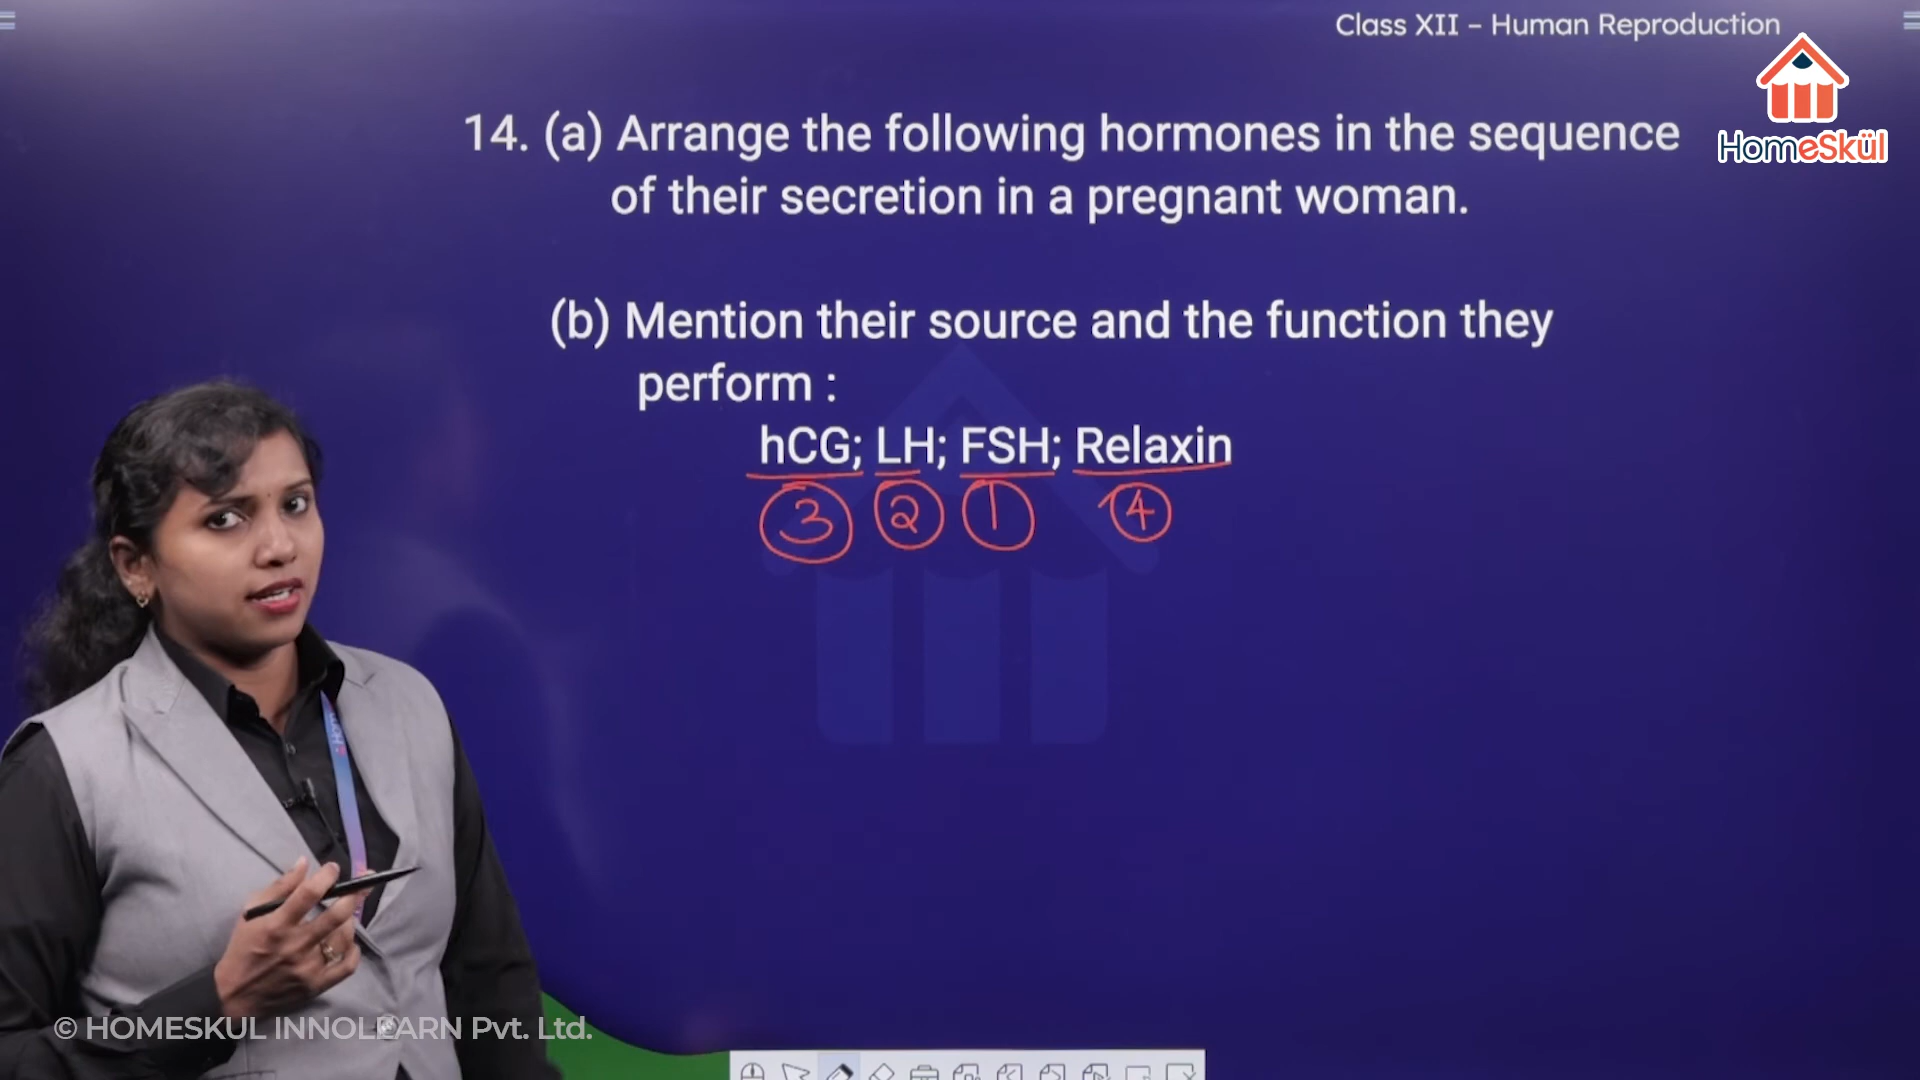 Class XII – Human Reproduction
HomeSkül
14. (a) Arrange the following hormones in the sequence
of their secretion in a pregnant woman.
(b) Mention their source and the function they
perform :
hCG; LH; FSH; Relaxin
3 2 1 4
© HOMESKUL INNOLEARN Pvt. Ltd.